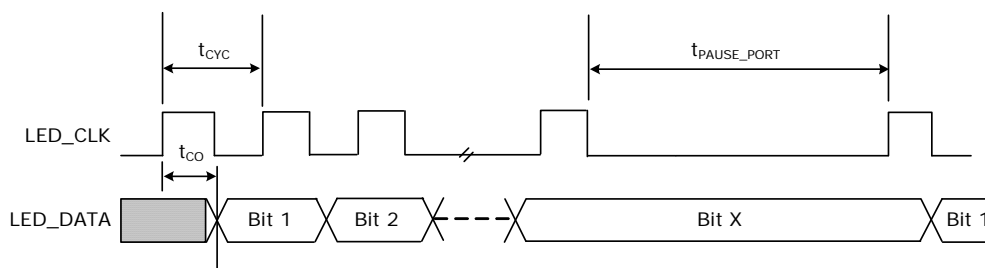 tCYC
tPAUSE_PORT
LED_CLK
tCO
LED_DATA
Bit 1
Bit 2
Bit X
Bit 1